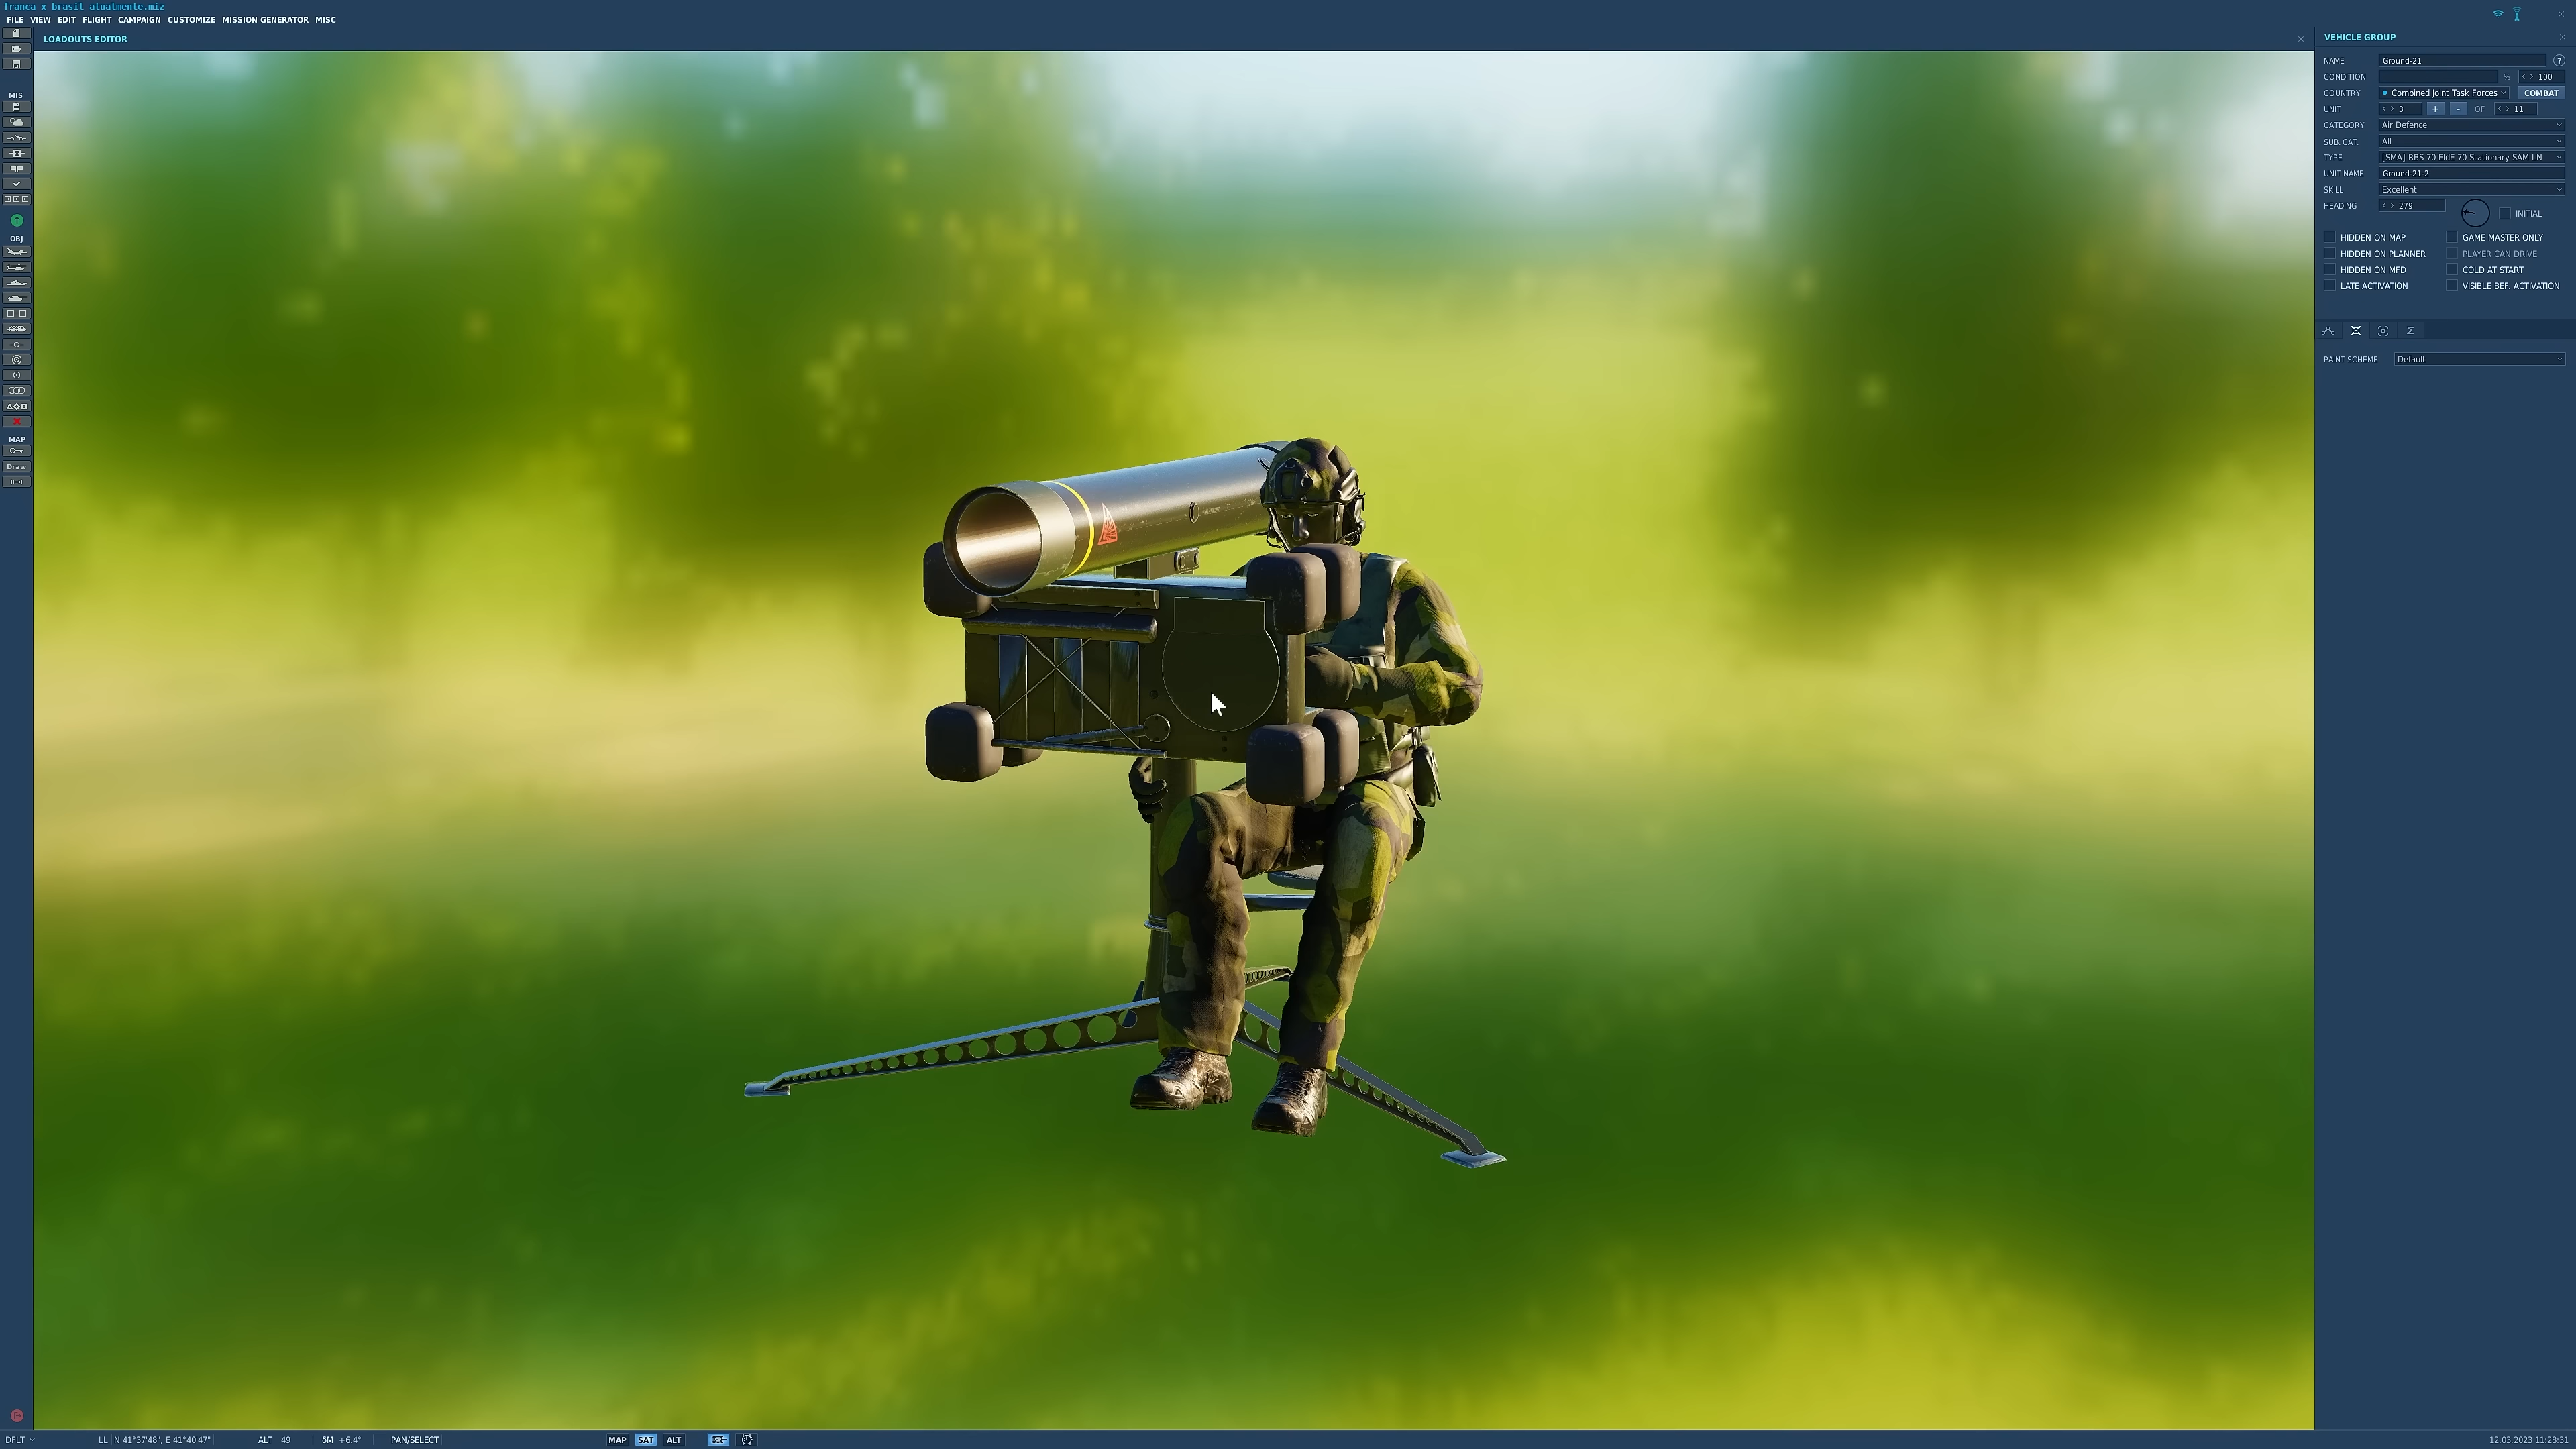 franca x brasil atualmente.miz
FILE VIEW EDIT FLIGHT CAMPAIGN CUSTOMIZE MISSION GENERATOR MISC
LOADOUTS EDITOR
MIS
OBJ
MAP
Draw
VEHICLE GROUP
NAME Ground-21 ?
CONDITION % < > 100
COUNTRY Combined Joint Task Forces COMBAT
UNIT < > 3 + - OF < > 11
CATEGORY Air Defence
SUB. CAT. All
TYPE [SMA] RBS 70 EldE 70 Stationary SAM LN
UNIT NAME Ground-21-2
SKILL Excellent
HEADING < > 279 INITIAL
HIDDEN ON MAP GAME MASTER ONLY
HIDDEN ON PLANNER PLAYER CAN DRIVE
HIDDEN ON MFD COLD AT START
LATE ACTIVATION VISIBLE BEF. ACTIVATION
PAINT SCHEME Default
DFLT LL N 41°37'48", E 41°40'47" ALT 49 δM +6.4° PAN/SELECT MAP SAT ALT 12.03.2023 11:28:31